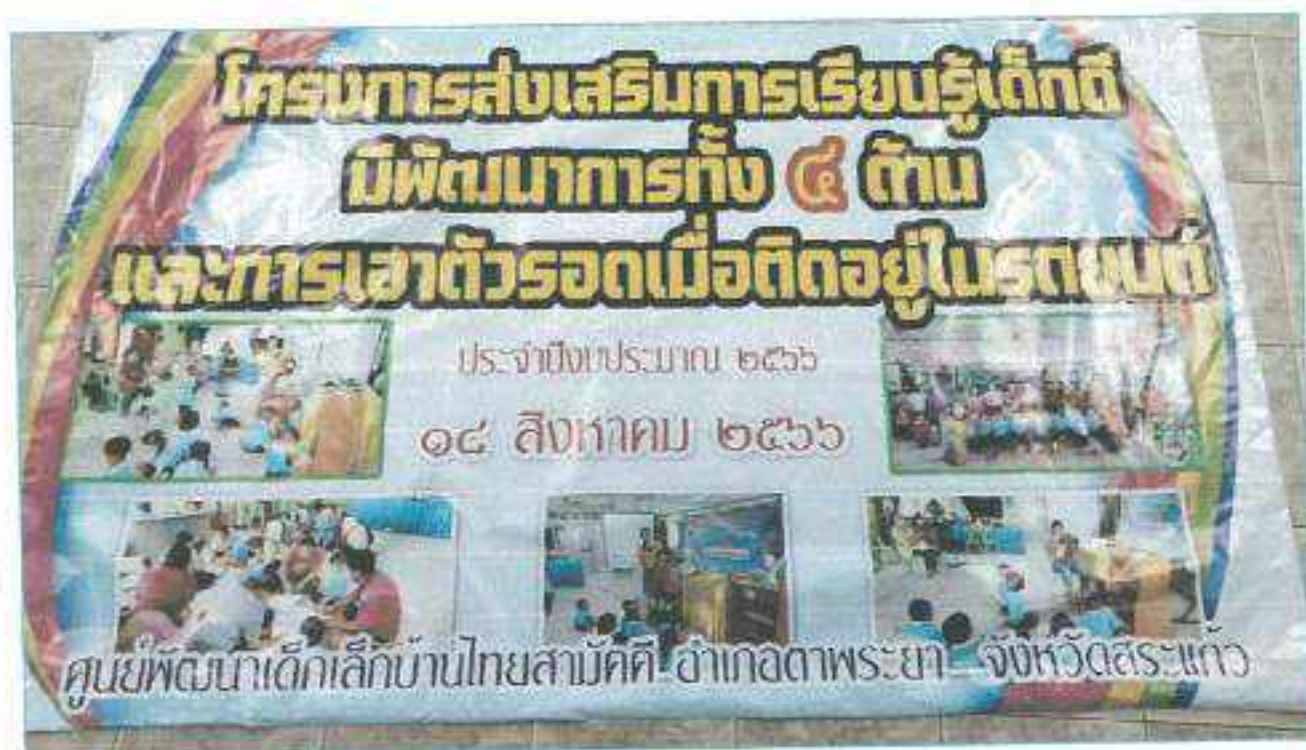 โครงการส่งเสริมการเรียนรู้เด็กดี
มีพัฒนาการทั้ง ๔ ด้าน
และการเอาตัวรอดเมื่อติดอยู่ในรถยนต์
ประจำปีงบประมาณ ๒๕๖๖
๑๔ สิงหาคม ๒๕๖๖
ศูนย์พัฒนาเด็กเล็กบ้านไทยสามัคคี อำเภอตาพระยา จังหวัดสระแก้ว